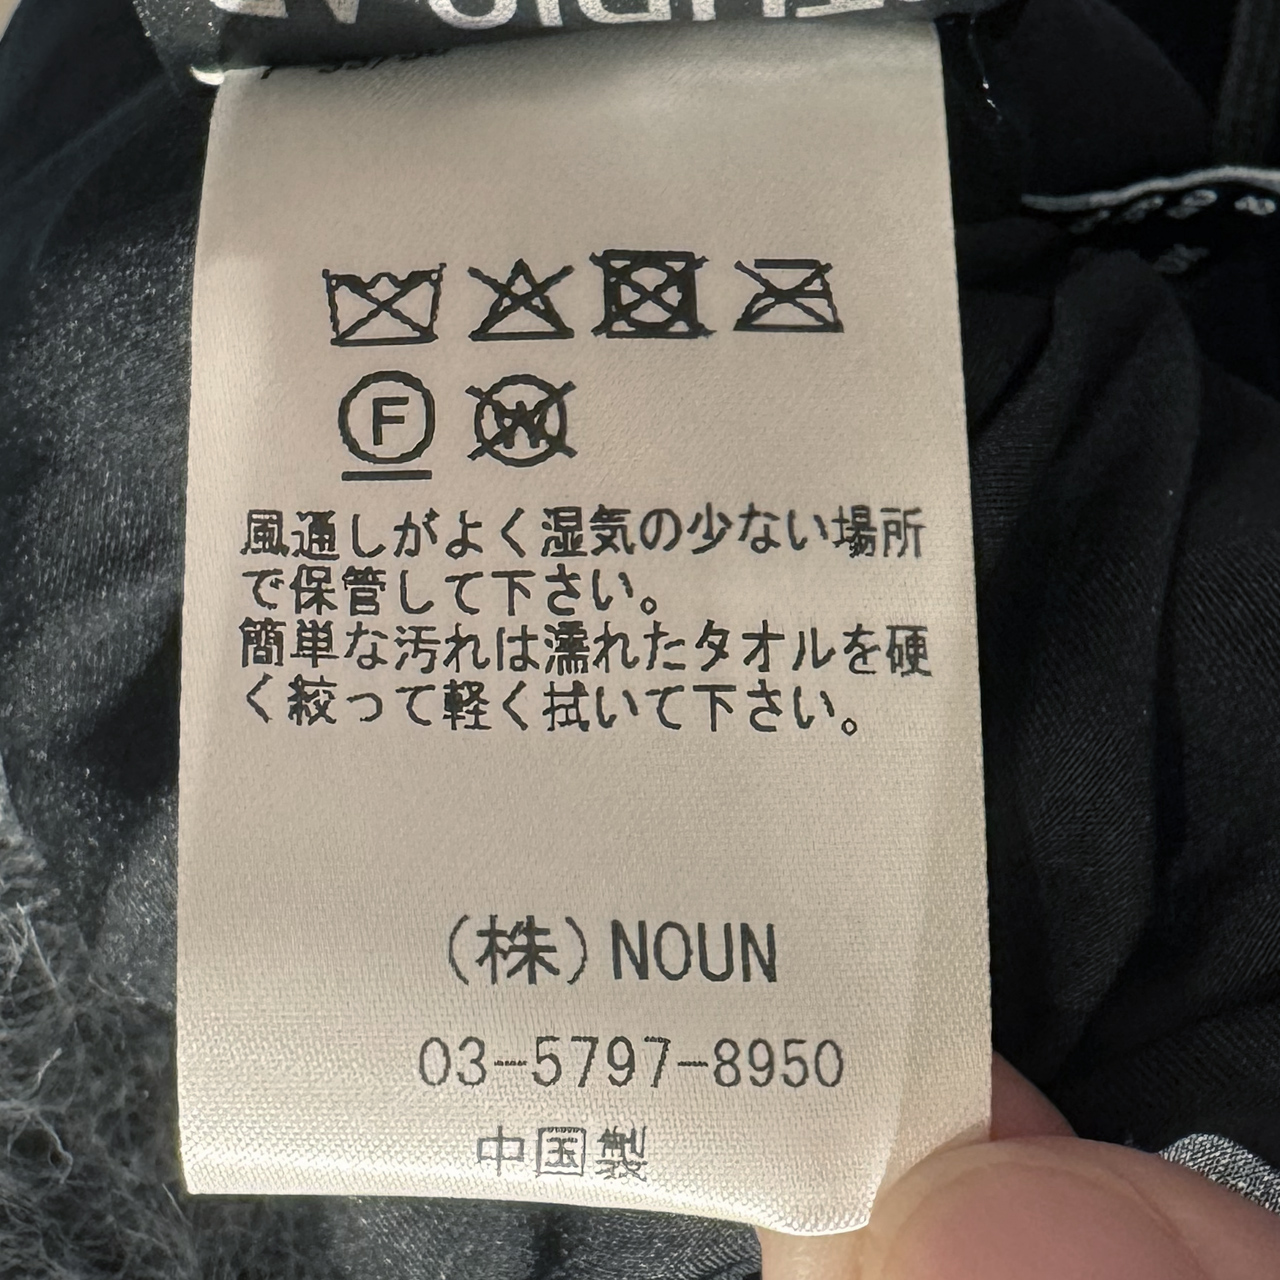 F
W
風通しがよく湿気の少ない場所
で保管して下さい。
簡単な汚れは濡れたタオルを硬
く絞って軽く拭いて下さい。
(株)NOUN
03-5797-8950
中国製